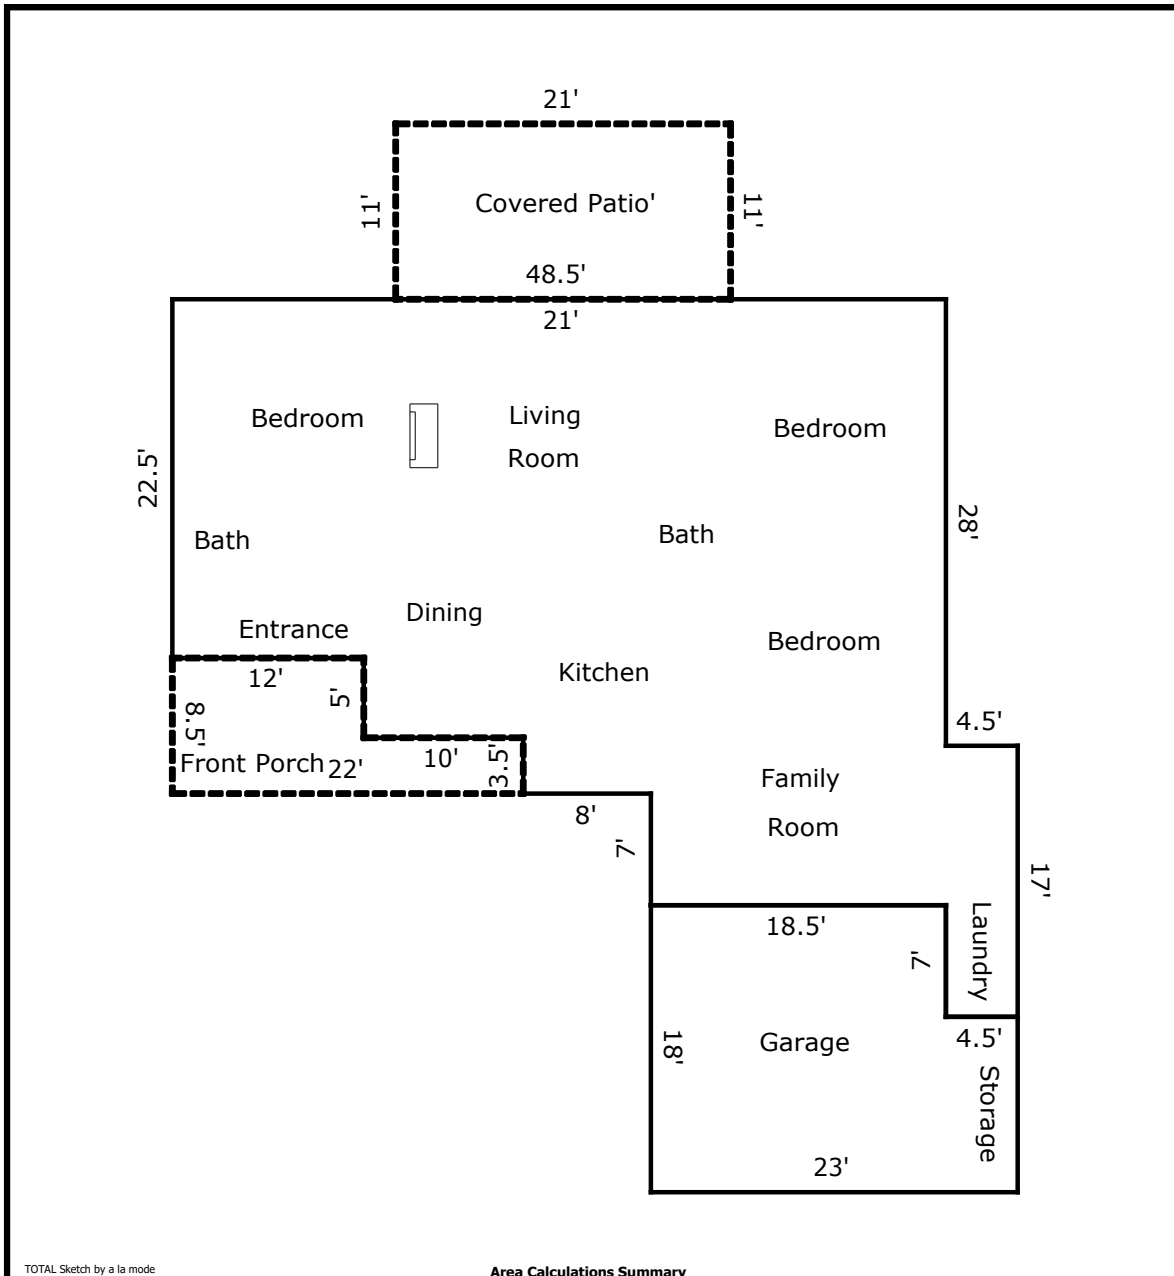 21'
11'
Covered Patio'
11'
48.5'
21'
Bedroom
Living
Room
Bedroom
22.5'
28'
Bath
Bath
Dining
Entrance
Bedroom
Kitchen
12'
5'
8.5'
4.5'
Front Porch
22'
10'
3.5'
Family
Room
8'
7'
17'
18.5'
7'
Laundry
Garage
18'
4.5'
Storage
23'
TOTAL Sketch by a la mode
Area Calculations Summary